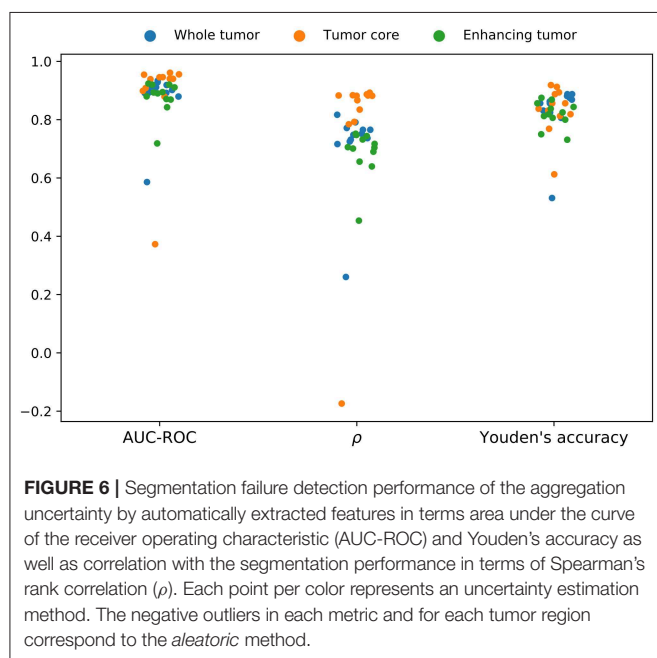 Whole tumor Tumor core Enhancing tumor
1.0
0.8
0.6
0.4
0.2
0.0
−0.2
AUC-ROC ρ Youden's accuracy
FIGURE 6 | Segmentation failure detection performance of the aggregation
uncertainty by automatically extracted features in terms area under the curve
of the receiver operating characteristic (AUC-ROC) and Youden's accuracy as
well as correlation with the segmentation performance in terms of Spearman's
rank correlation (ρ). Each point per color represents an uncertainty estimation
method. The negative outliers in each metric and for each tumor region
correspond to the aleatoric method.